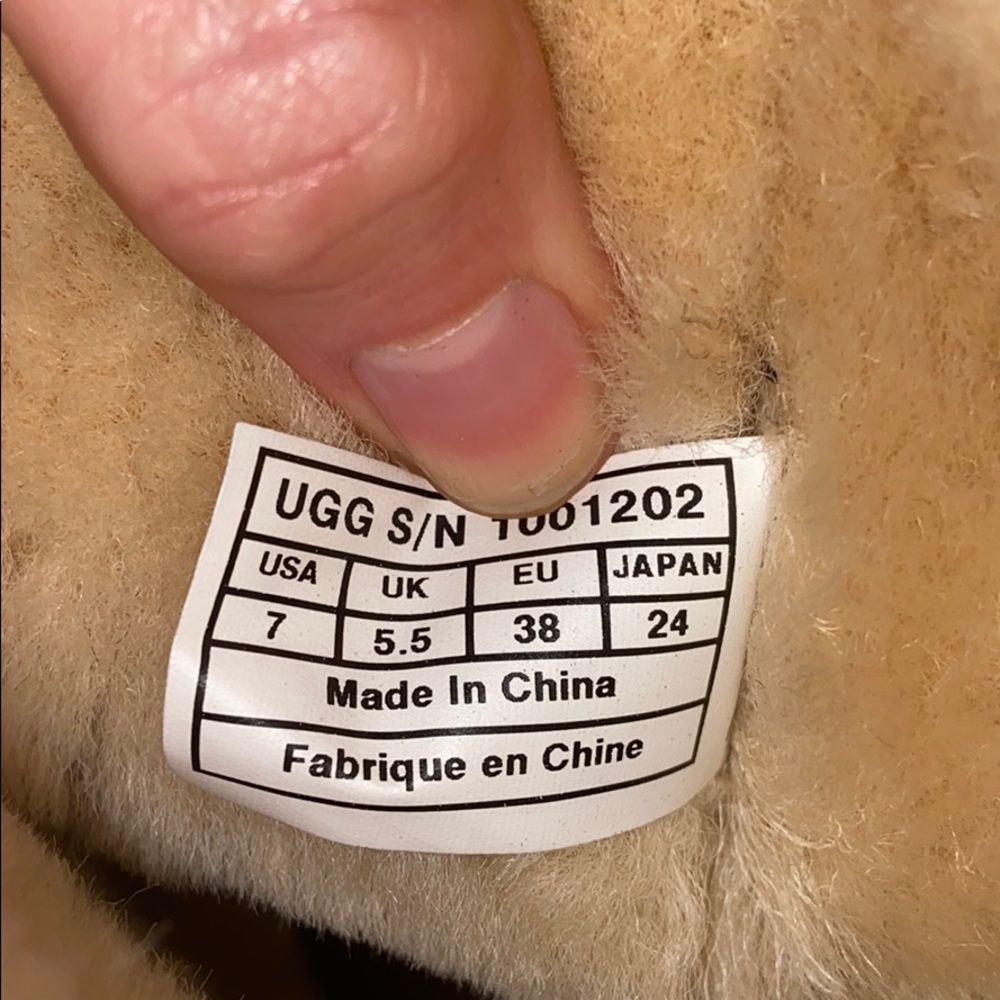 UGG S/N 1001202
USA UK EU JAPAN
7 5.5 38 24
Made In China
Fabrique en Chine